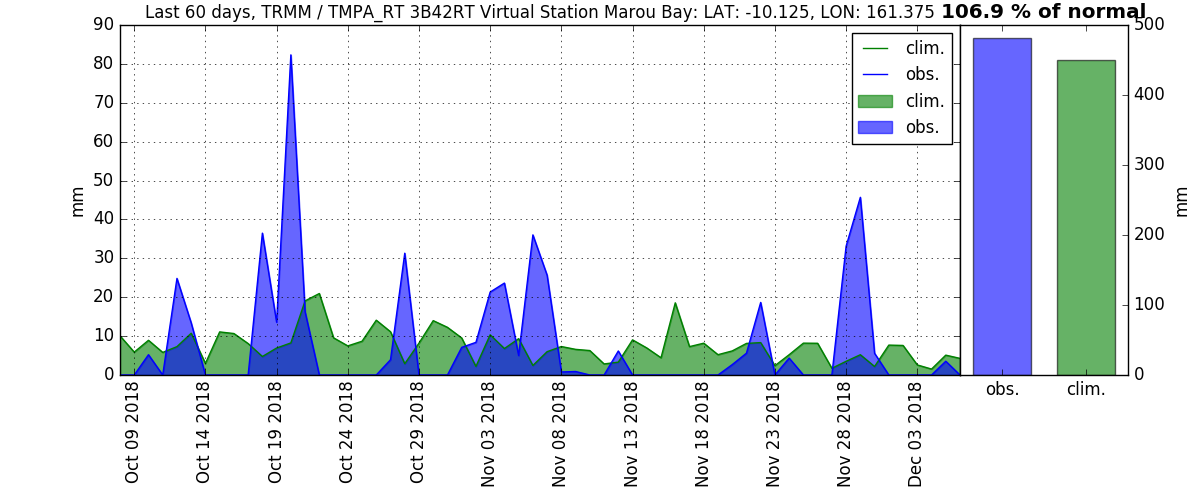 Last 60 days, TRMM / TMPA_RT 3B42RT Virtual Station Marou Bay: LAT: -10.125, LON: 161.375
106.9 % of normal
90
80
70
60
50
40
30
20
10
0
mm
clim.
obs.
clim.
obs.
Oct 09 2018
Oct 14 2018
Oct 19 2018
Oct 24 2018
Oct 29 2018
Nov 03 2018
Nov 08 2018
Nov 13 2018
Nov 18 2018
Nov 23 2018
Nov 28 2018
Dec 03 2018
500
400
300
200
100
0
mm
obs.
clim.